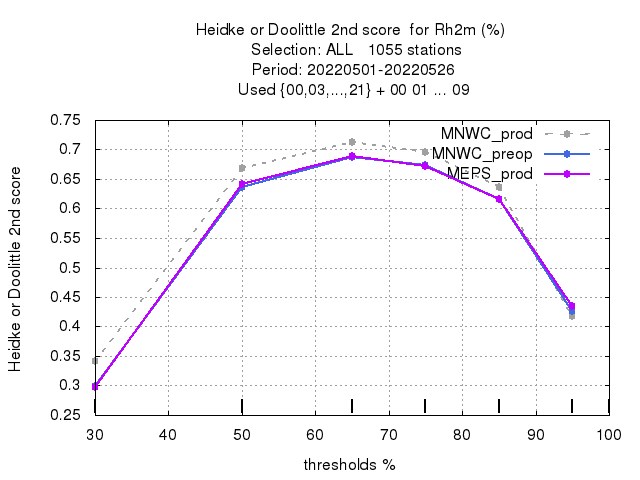 Heidke or Doolittle 2nd score  for Rh2m (%)
Selection: ALL   1055 stations
Period: 20220501-20220526
Used {00,03,...,21} + 00 01 ... 09
MNWC_prod
MNWC_preop
MEPS_prod
Heidke or Doolittle 2nd score
0.75
0.7
0.65
0.6
0.55
0.5
0.45
0.4
0.35
0.3
0.25
30 40 50 60 70 80 90 100
thresholds %